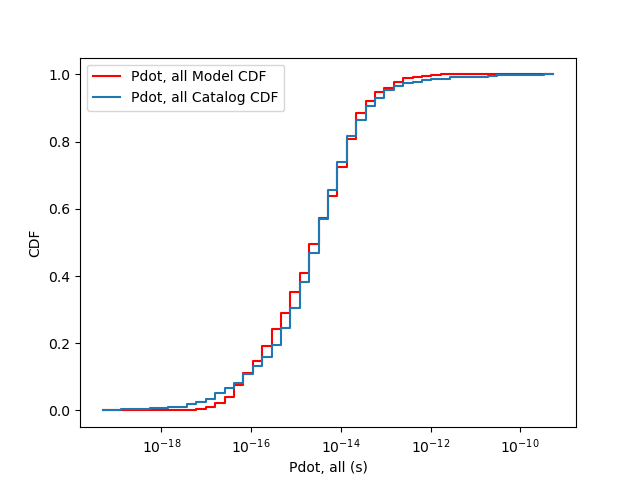 Pdot, all Model CDF
Pdot, all Catalog CDF
1.0
0.8
0.6
0.4
0.2
0.0
CDF
10⁻¹⁸ 10⁻¹⁶ 10⁻¹⁴ 10⁻¹² 10⁻¹⁰
Pdot, all (s)